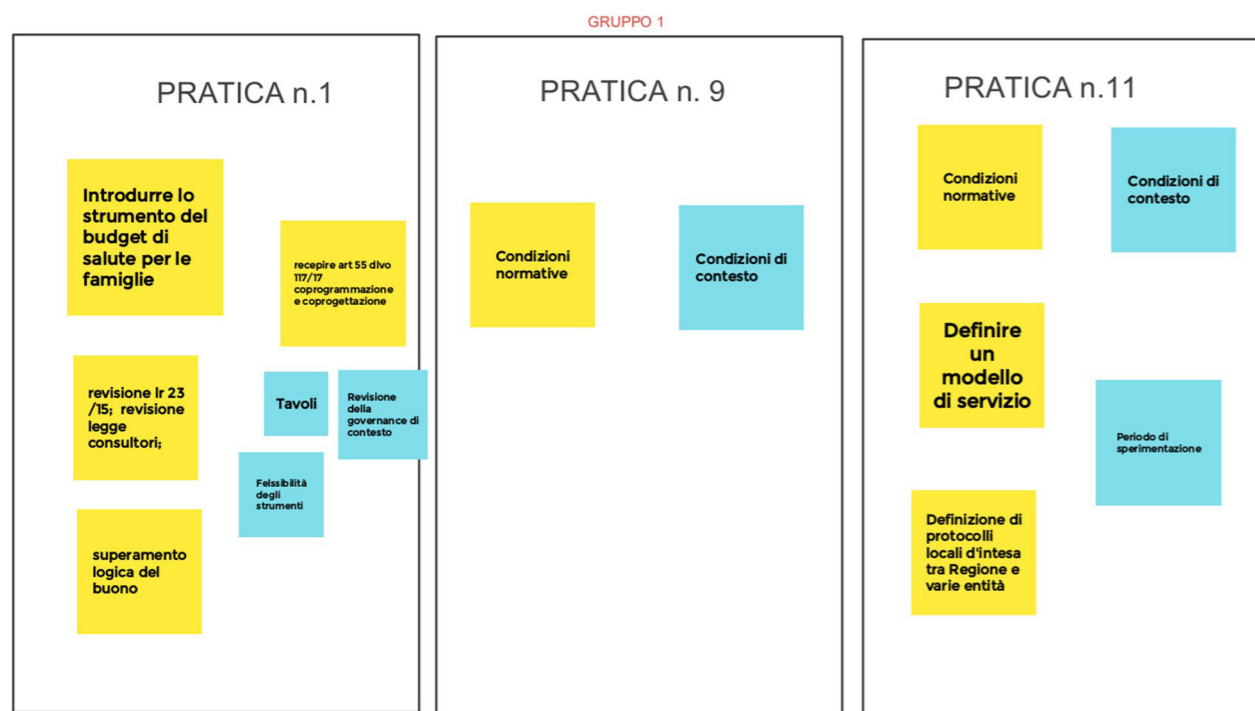 GRUPPO 1
PRATICA n.1
Introdurre lo
strumento del
budget di
salute per le
famiglie
recepire art 55 dlvo
117/17
coprogrammazione
e coprogettazione
revisione lr 23
/15; revisione
legge
consultori;
Tavoli
Revisione
della
governance di
contesto
Felssibilità
degli
strumenti
superamento
logica del
buono
PRATICA n. 9
Condizioni
normative
Condizioni di
contesto
PRATICA n.11
Condizioni
normative
Condizioni di
contesto
Definire
un
modello
di servizio
Periodo di
sperimentazione
Definizione di
protocolli
locali d'intesa
tra Regione e
varie entità